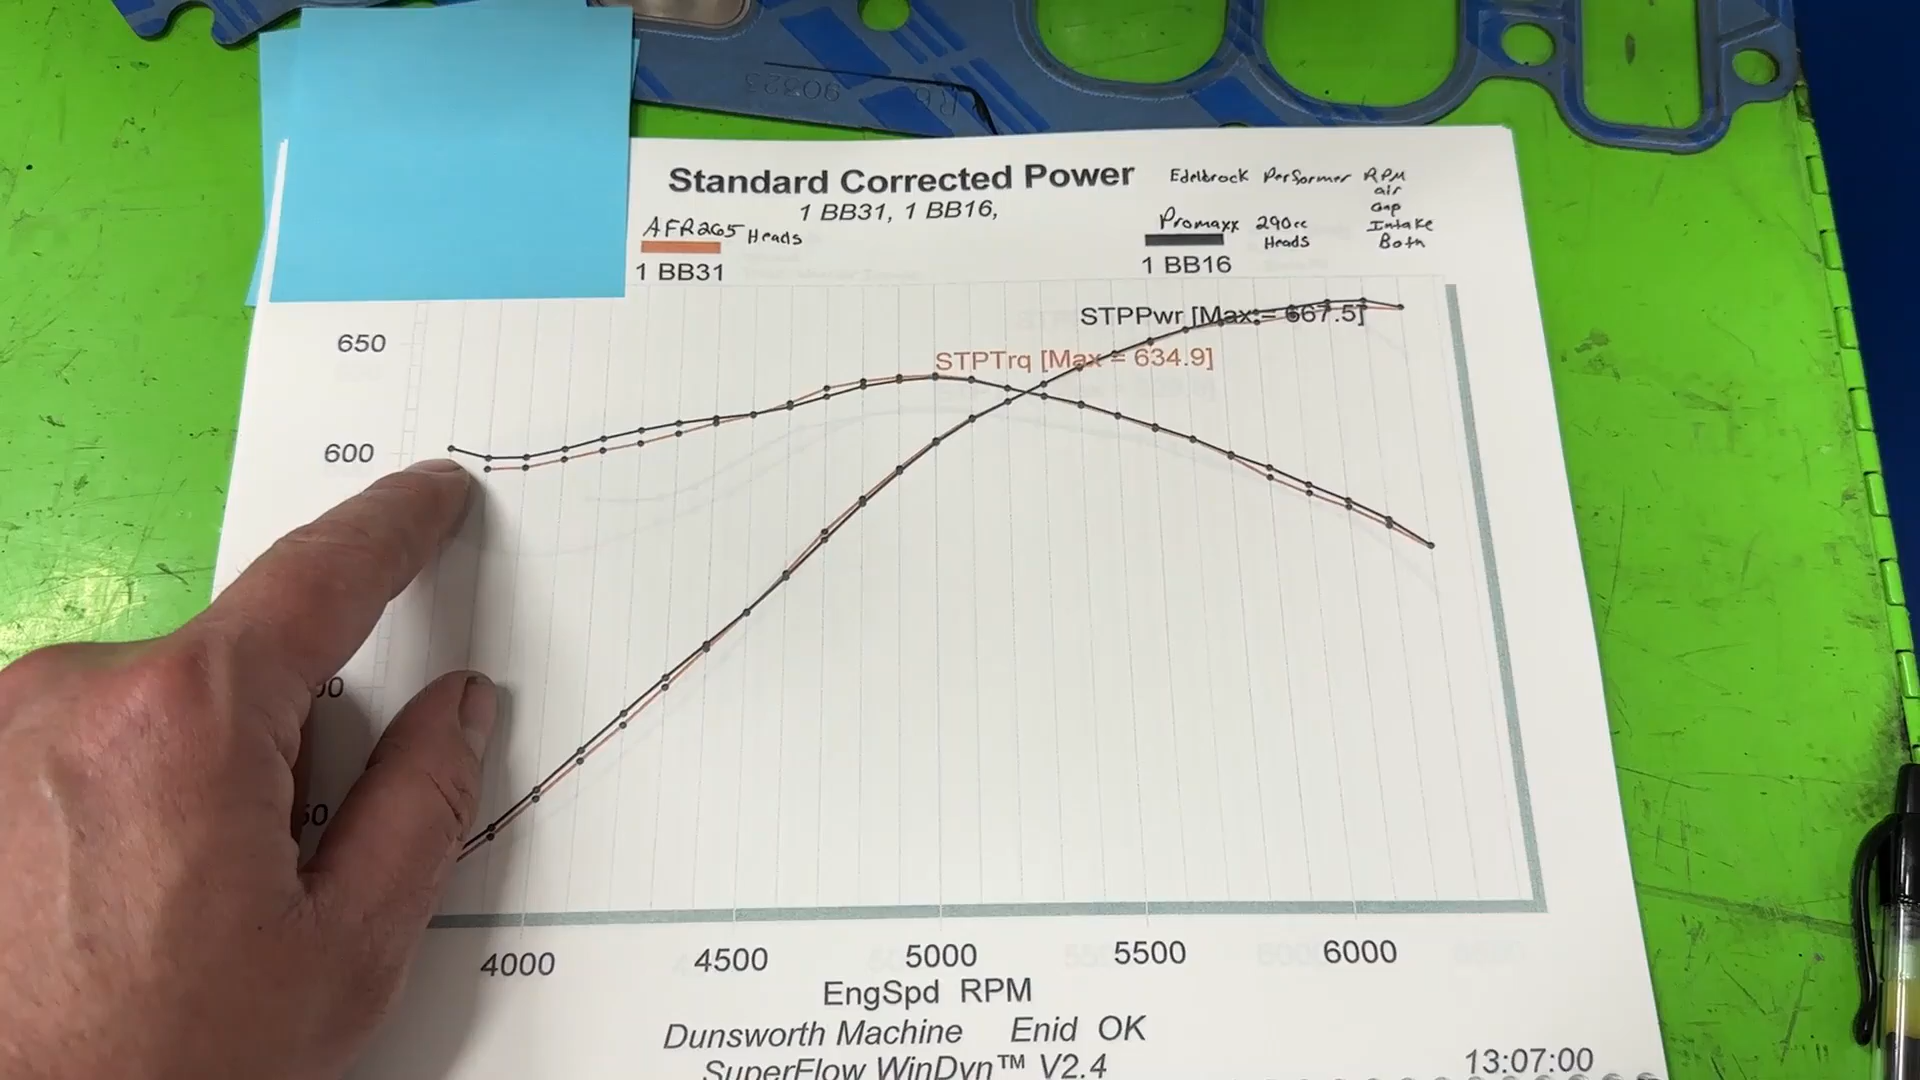 Standard Corrected Power
1 BB31, 1 BB16,
Edelbrock Performer RPM
air
Gap
Intake
Both
AFR265 Heads
1 BB31
Promaxx 290cc
Heads
1 BB16
STPPwr [Max = 667.5]
STPTrq [Max = 634.9]
650
600
4000 4500 5000 5500 6000
EngSpd RPM
Dunsworth Machine Enid OK
SuperFlow WinDyn™ V2.4
13:07:00